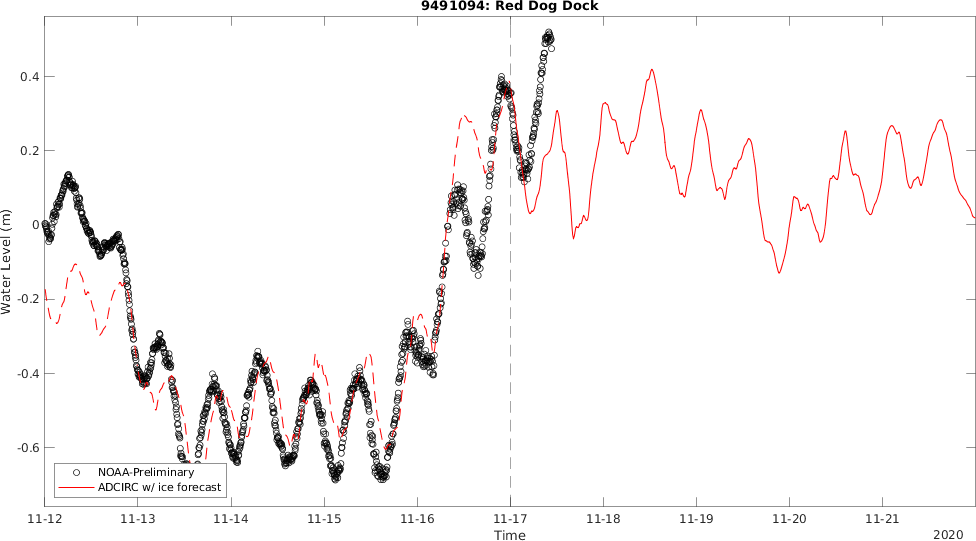 9491094: Red Dog Dock
Water Level (m)
0.4
0.2
0
-0.2
-0.4
-0.6
NOAA-Preliminary
ADCIRC w/ ice forecast
11-12 11-13 11-14 11-15 11-16 11-17 11-18 11-19 11-20 11-21
Time
2020